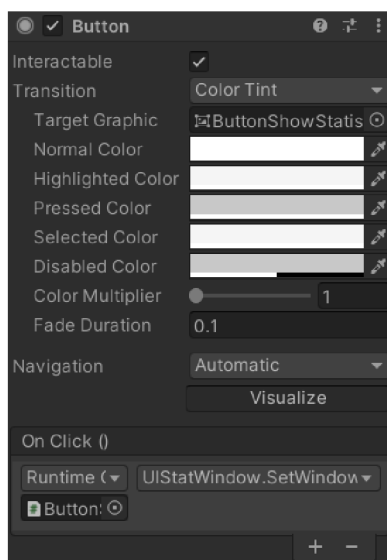 Button
Interactable
Transition Color Tint
Target Graphic ButtonShowStatis
Normal Color
Highlighted Color
Pressed Color
Selected Color
Disabled Color
Color Multiplier 1
Fade Duration 0.1
Navigation Automatic
Visualize
On Click ()
Runtime ( UIStatWindow.SetWindow
Button
+ −